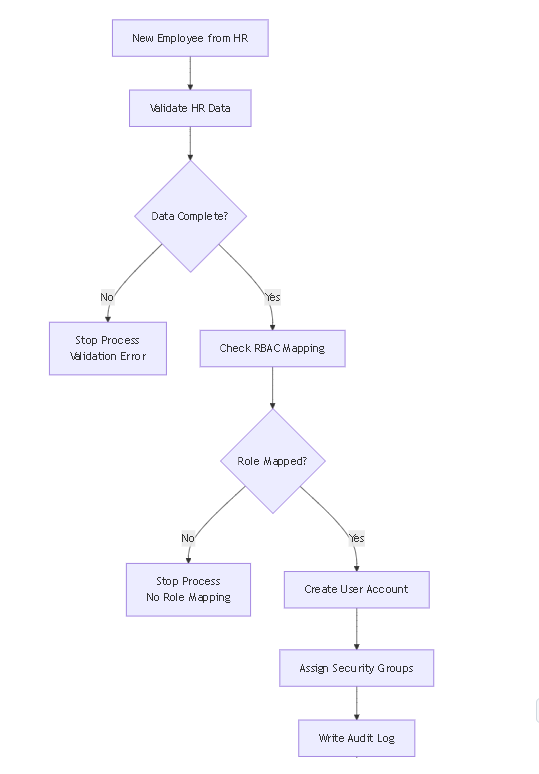 New Employee from HR
Validate HR Data
Data Complete?
No
Yes
Stop Process
Validation Error
Check RBAC Mapping
Role Mapped?
No
Yes
Stop Process
No Role Mapping
Create User Account
Assign Security Groups
Write Audit Log